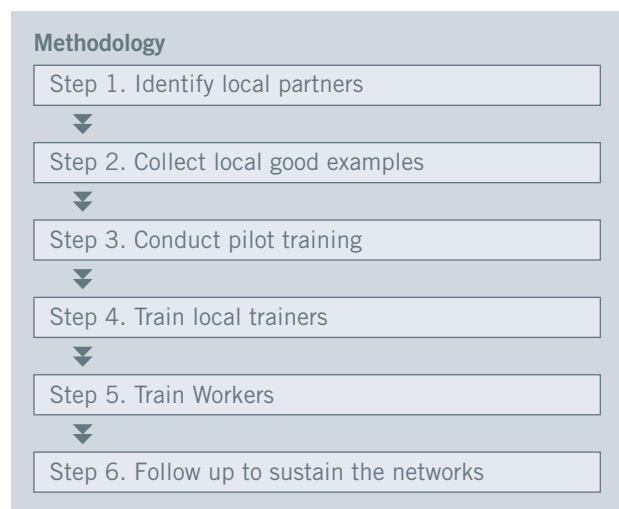 Methodology
Step 1. Identify local partners
Step 2. Collect local good examples
Step 3. Conduct pilot training
Step 4. Train local trainers
Step 5. Train Workers
Step 6. Follow up to sustain the networks